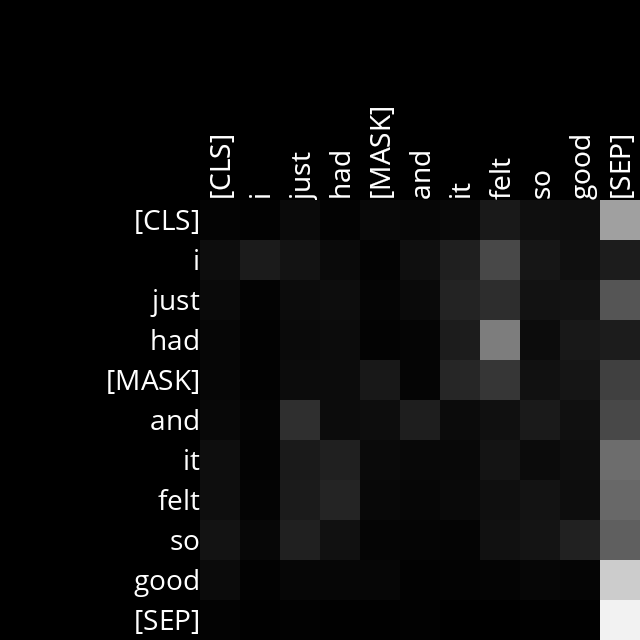 [CLS] i just had [MASK] and it felt so good [SEP]
[CLS]
i
just
had
[MASK]
and
it
felt
so
good
[SEP]